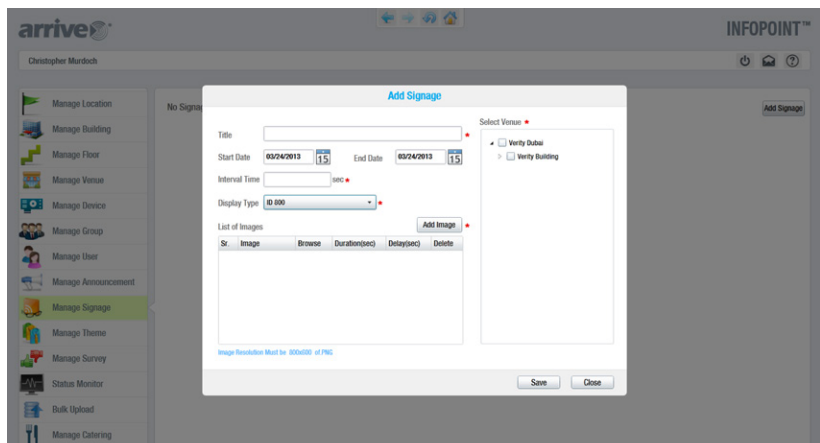 arrive
INFOPOINT™
Christopher Murdoch
Manage Location
Manage Building
Manage Floor
Manage Venue
Manage Device
Manage Group
Manage User
Manage Announcement
Manage Signage
Manage Theme
Manage Survey
Status Monitor
Bulk Upload
Manage Catering
No Signag
Add Signage
Add Signage
Title *
Start Date 03/24/2013 15 End Date 03/24/2013 15
Interval Time sec *
Display Type ID 800 *
List of Images Add Image *
Sr. Image Browse Duration(sec) Delay(sec) Delete
Image Resolution Must be 800x600 of PNG
Select Venue *
Verity Dubai
Verity Building
Save Close